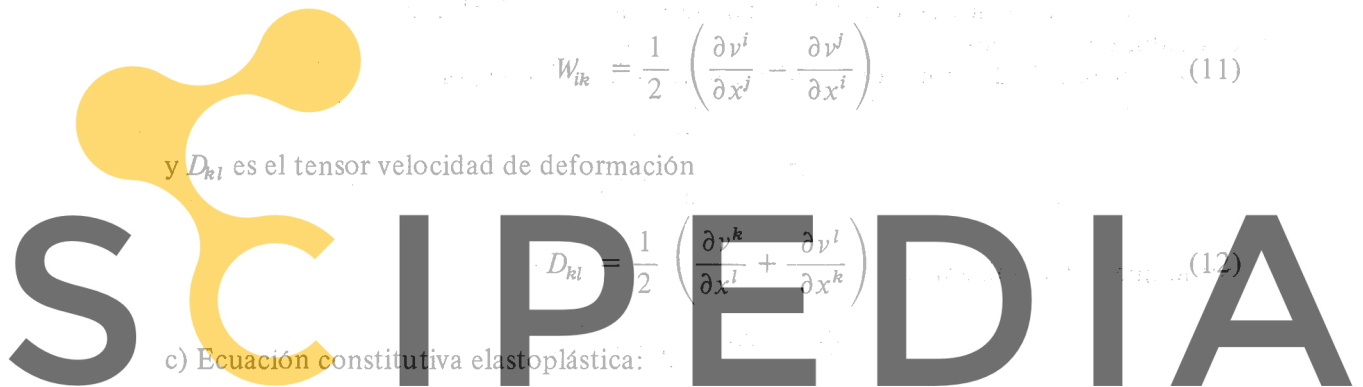 W_{ik} = \frac{1}{2} \left( \frac{\partial v^i}{\partial x^j} - \frac{\partial v^j}{\partial x^i} \right) (11)
y D_{kl} es el tensor velocidad de deformación
D_{kl} = \frac{1}{2} \left( \frac{\partial v^k}{\partial x^l} + \frac{\partial v^l}{\partial x^k} \right) (12)
SCIPEDIA
c) Ecuación constitutiva elastoplástica: